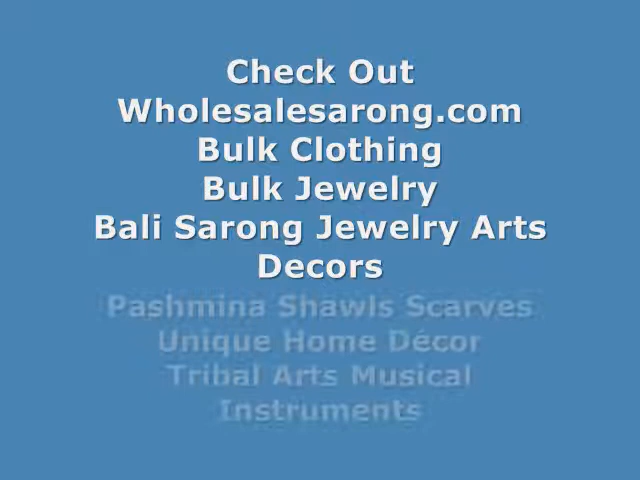 Check Out
Wholesalesarong.com
Bulk Clothing
Bulk Jewelry
Bali Sarong Jewelry Arts
Decors
Pashmina Shawls Scarves
Unique Home Décor
Tribal Arts Musical
Instruments